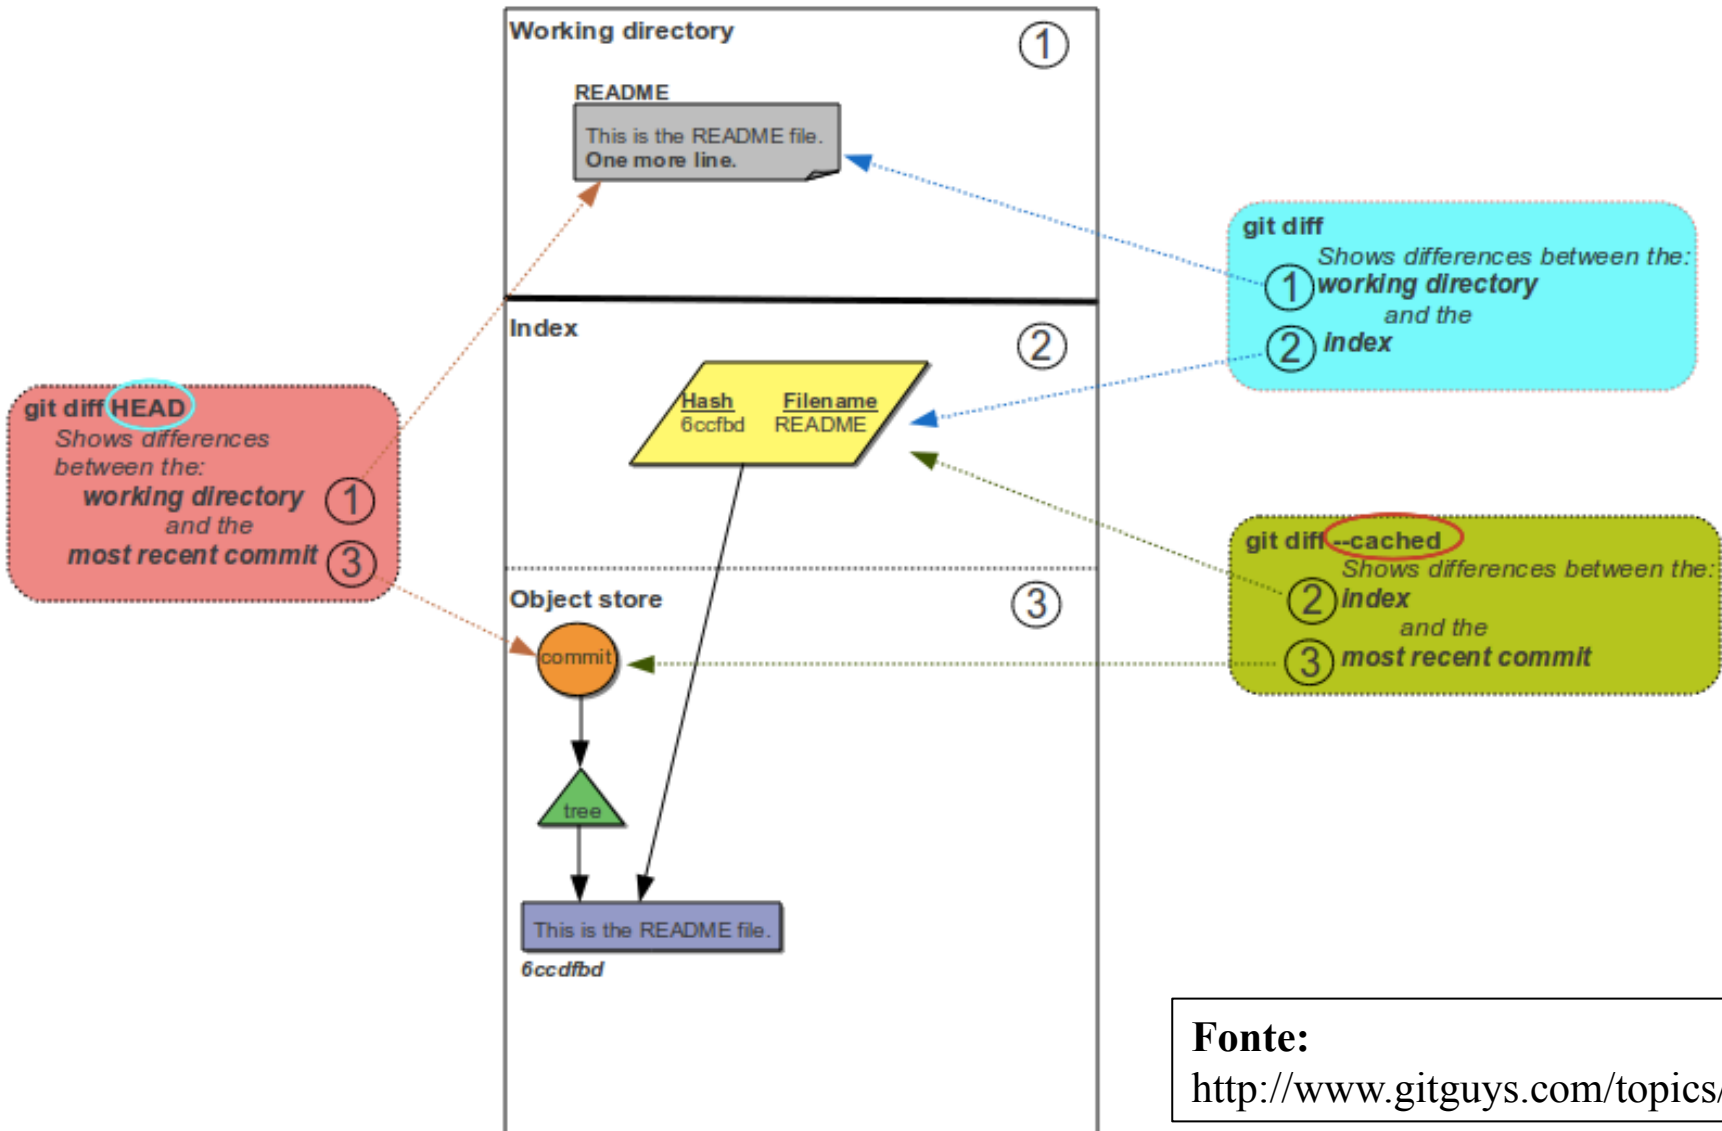 Working directory
1
README
This is the README file.
One more line.
git diff
Shows differences between the:
1 working directory
and the
2 index
Index
2
Hash Filename
6ccfbd README
git diff HEAD
Shows differences
between the:
working directory 1
and the
most recent commit 3
git diff --cached
Shows differences between the:
2 index
and the
3 most recent commit
Object store
3
commit
tree
This is the README file.
6ccdfbd
Fonte:
http://www.gitguys.com/topics/